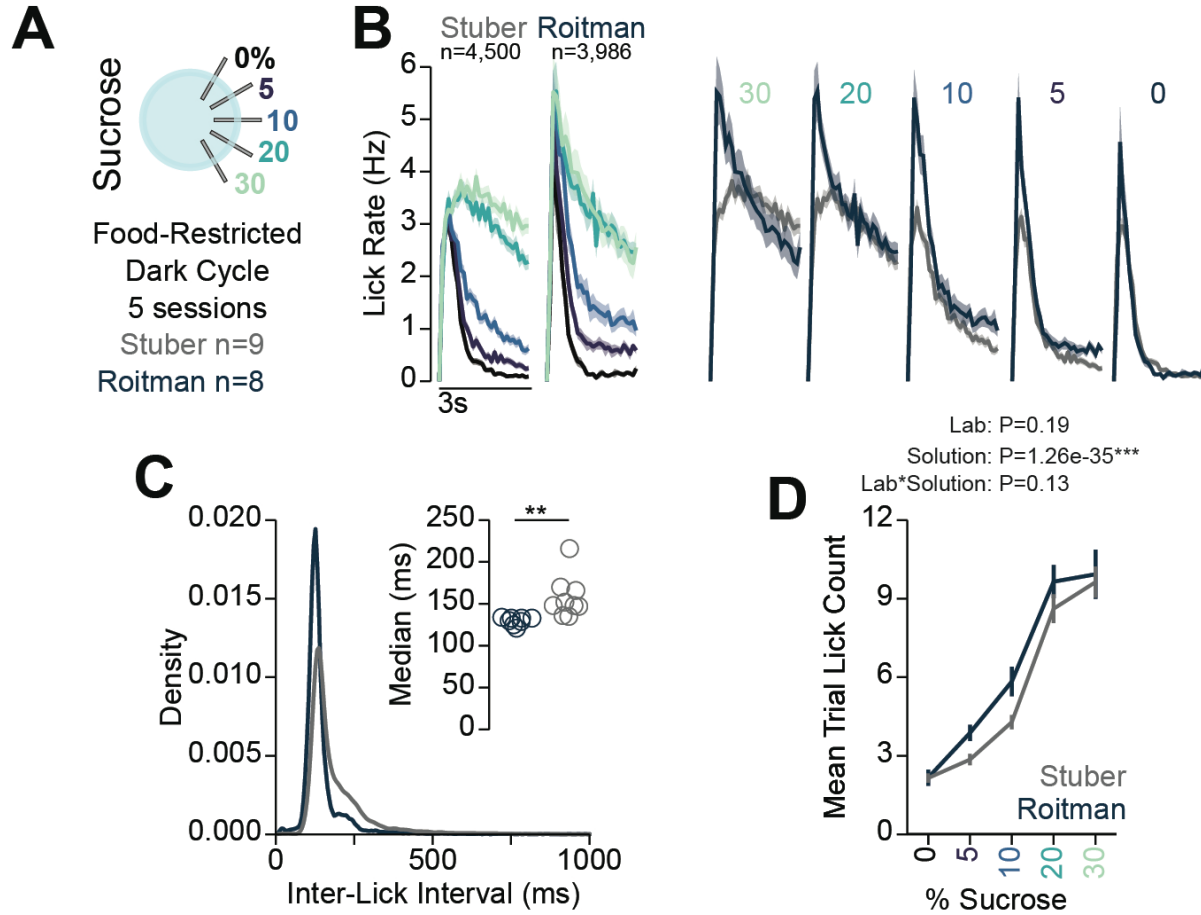 A
Sucrose
0%
5
10
20
30
Food-Restricted
Dark Cycle
5 sessions
Stuber n=9
Roitman n=8
B
Stuber Roitman
n=4,500 n=3,986
Lick Rate (Hz)
6
5
4
3
2
1
0
3s
30 20 10 5 0
Lab: P=0.19
Solution: P=1.26e-35***
Lab*Solution: P=0.13
C
Density
0.020
0.015
0.010
0.005
0.000
0 500 1000
Inter-Lick Interval (ms)
Median (ms)
250
200
150
100
50
0
**
D
Mean Trial Lick Count
12
9
6
3
0
Stuber
Roitman
0 5 10 20 30
% Sucrose